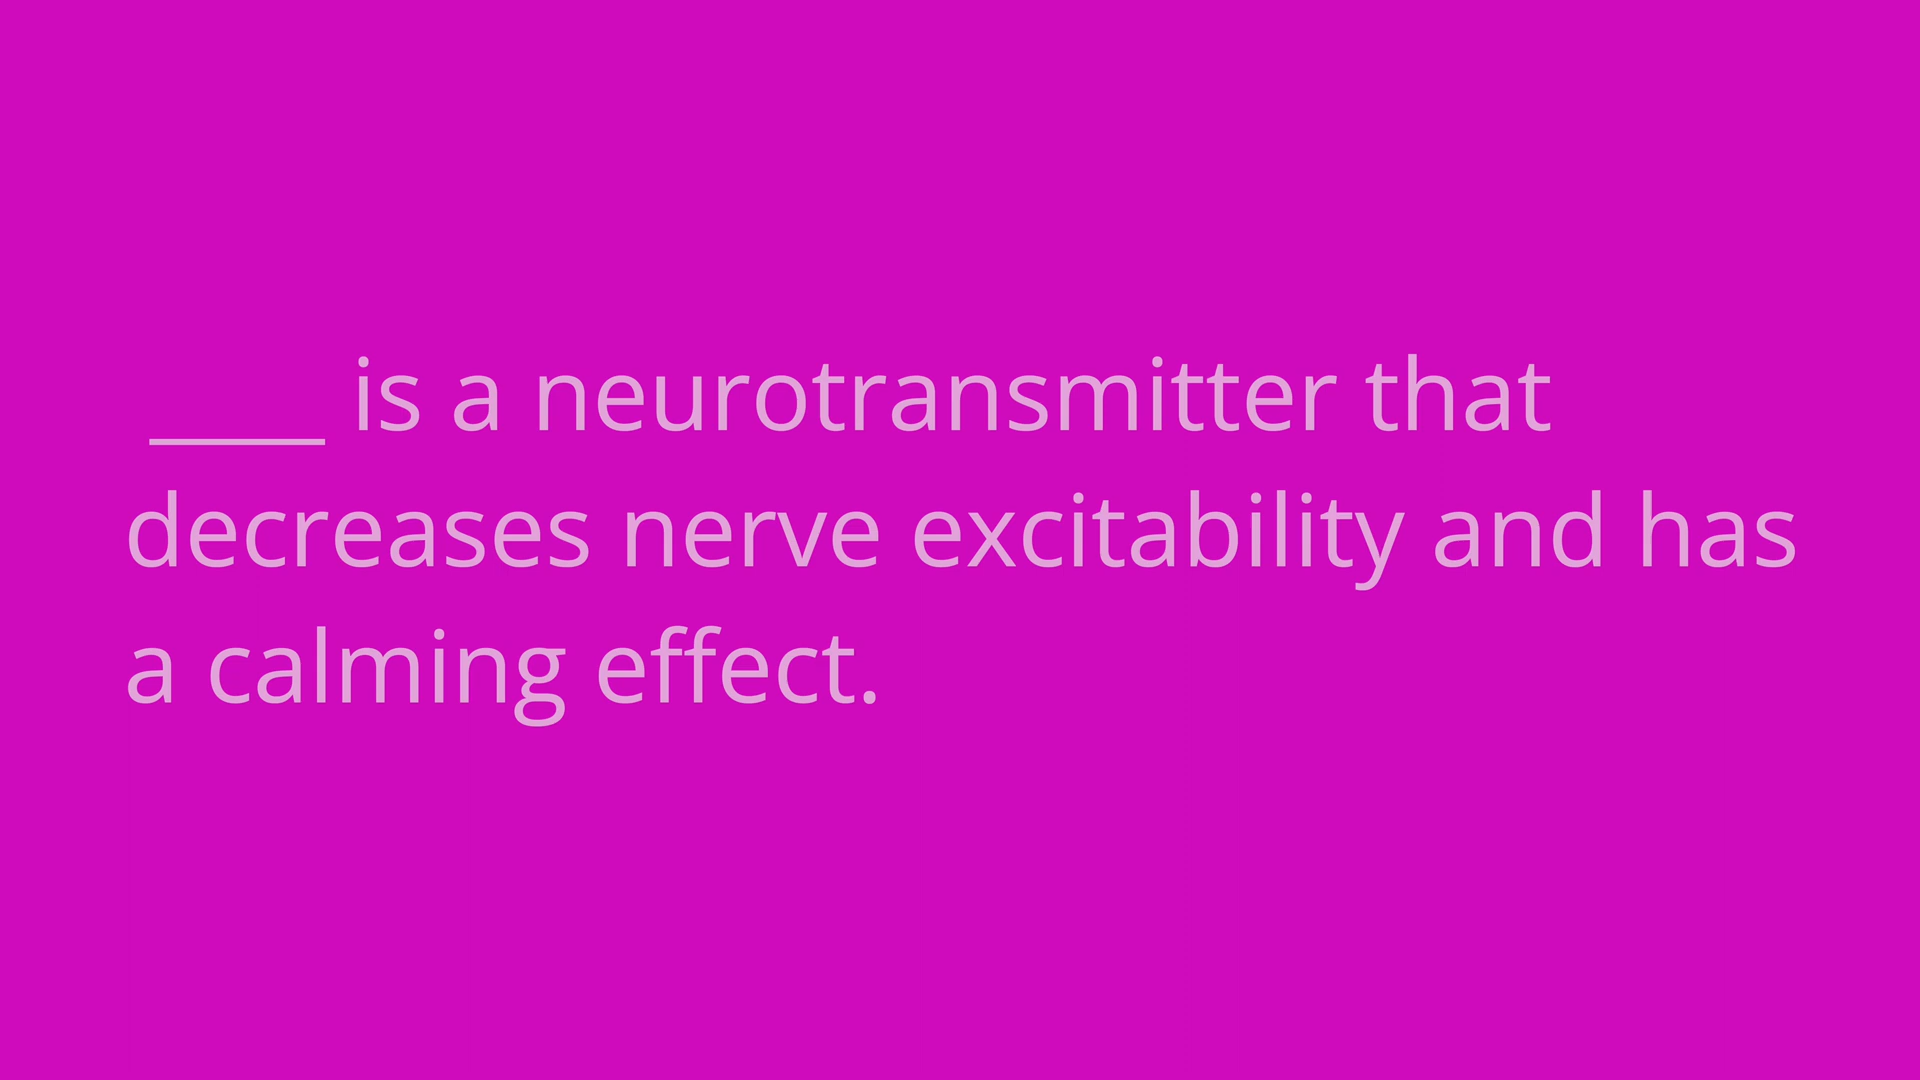 ____ is a neurotransmitter that
decreases nerve excitability and has
a calming effect.